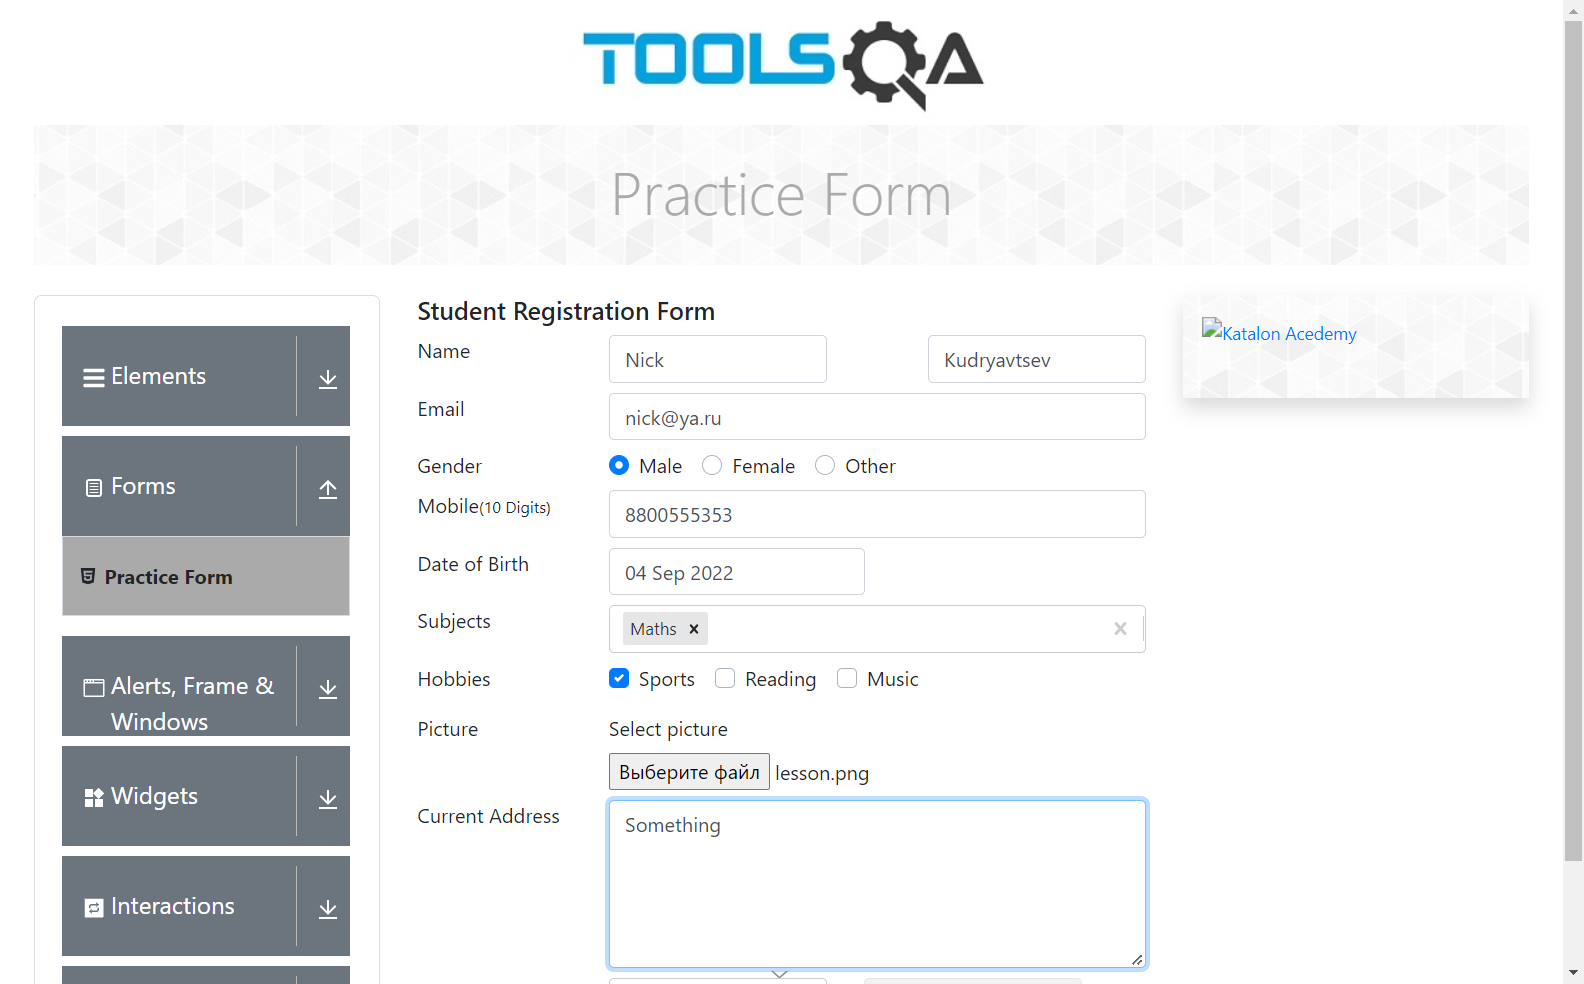 TOOLSQA
Practice Form
Elements
Forms
Practice Form
Alerts, Frame &
Windows
Widgets
Interactions
Student Registration Form
Name Nick Kudryavtsev
Email nick@ya.ru
Gender Male Female Other
Mobile(10 Digits) 8800555353
Date of Birth 04 Sep 2022
Subjects Maths
Hobbies Sports Reading Music
Picture Select picture
Выберите файл lesson.png
Current Address Something
Katalon Acedemy